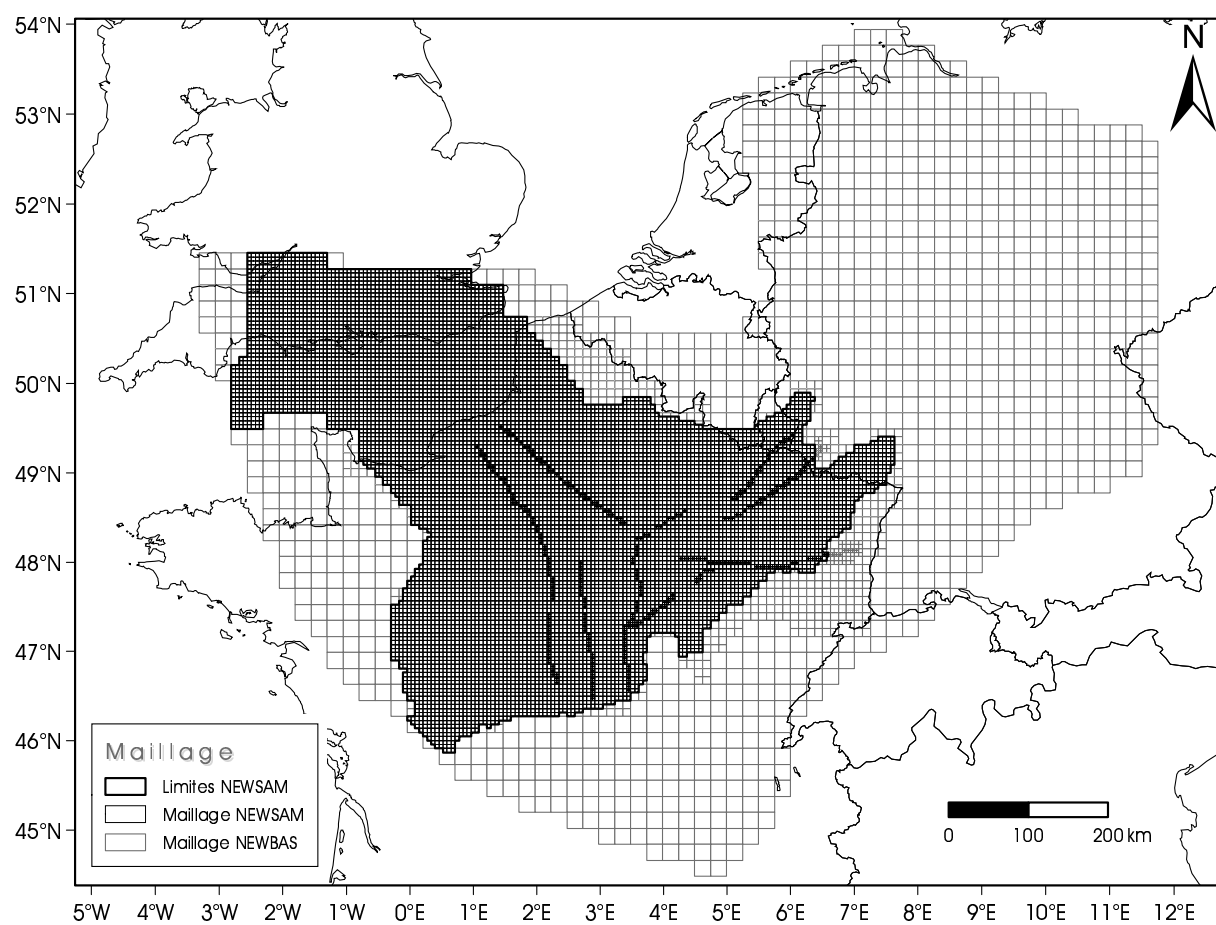 54°N
N
53°N
52°N
51°N
50°N
49°N
48°N
47°N
46°N
45°N
Maillage
Limites NEWSAM
Maillage NEWSAM
Maillage NEWBAS
0 100 200 km
5°W 4°W 3°W 2°W 1°W 0°E 1°E 2°E 3°E 4°E 5°E 6°E 7°E 8°E 9°E 10°E 11°E 12°E